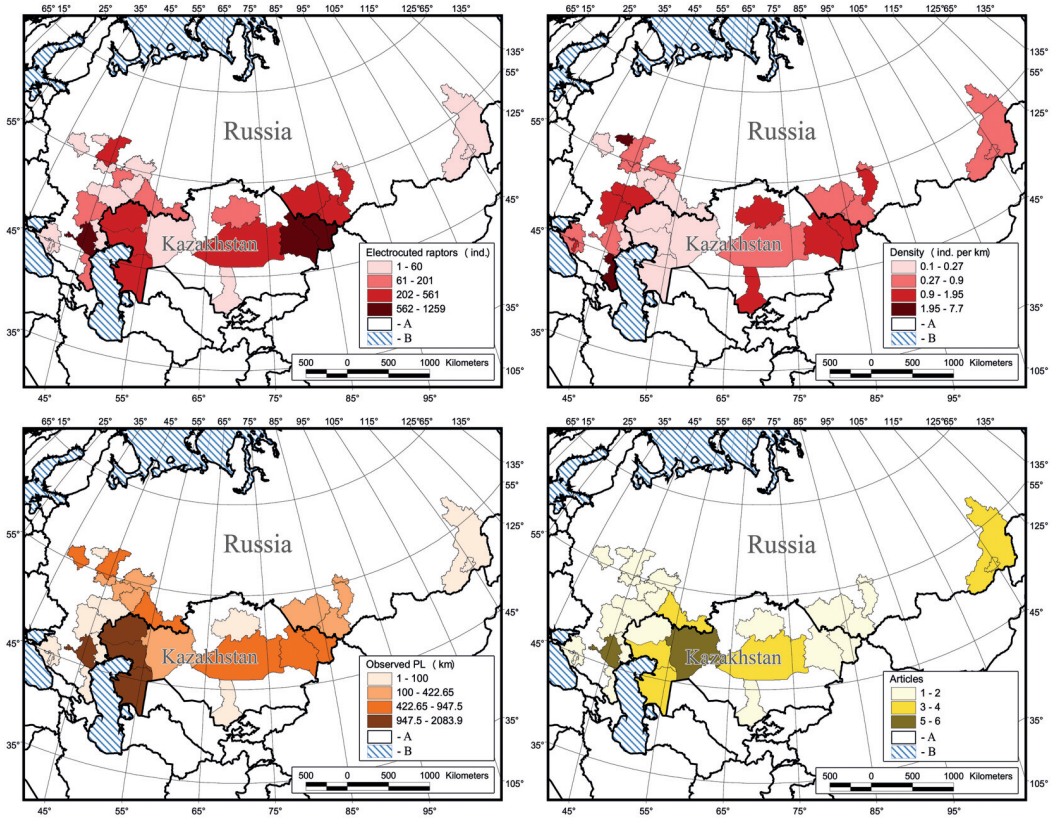 65° 15° 25° 35° 45° 55° 65° 75° 85° 95° 105° 115° 125° 65° 135°
135°
55°
125°
55°
Russia
45°
45°
Kazakhstan
Electrocuted raptors ( ind.)
1 - 60
61 - 201
202 - 561
562 - 1259
- A
- B
35°
35°
500 0 500 1000 Kilometers
105°
45° 55° 65° 75° 85° 95°
65° 15° 25° 35° 45° 55° 65° 75° 85° 95° 105° 115° 125° 65° 135°
135°
55°
125°
55°
Russia
45°
45°
Kazakhstan
Density ( ind. per km)
0.1 - 0.27
0.27 - 0.9
0.9 - 1.95
1.95 - 7.7
- A
- B
35°
35°
500 0 500 1000 Kilometers
105°
45° 55° 65° 75° 85° 95°
65° 15° 25° 35° 45° 55° 65° 75° 85° 95° 105° 115° 125° 65° 135°
135°
55°
125°
55°
Russia
45°
45°
Kazakhstan
Observed PL ( km)
1 - 100
100 - 422.65
422.65 - 947.5
947.5 - 2083.9
- A
- B
35°
35°
500 0 500 1000 Kilometers
105°
45° 55° 65° 75° 85° 95°
65° 15° 25° 35° 45° 55° 65° 75° 85° 95° 105° 115° 125° 65° 135°
135°
55°
125°
55°
Russia
45°
45°
Kazakhstan
Articles
1 - 2
3 - 4
5 - 6
- A
- B
35°
35°
500 0 500 1000 Kilometers
105°
45° 55° 65° 75° 85° 95°